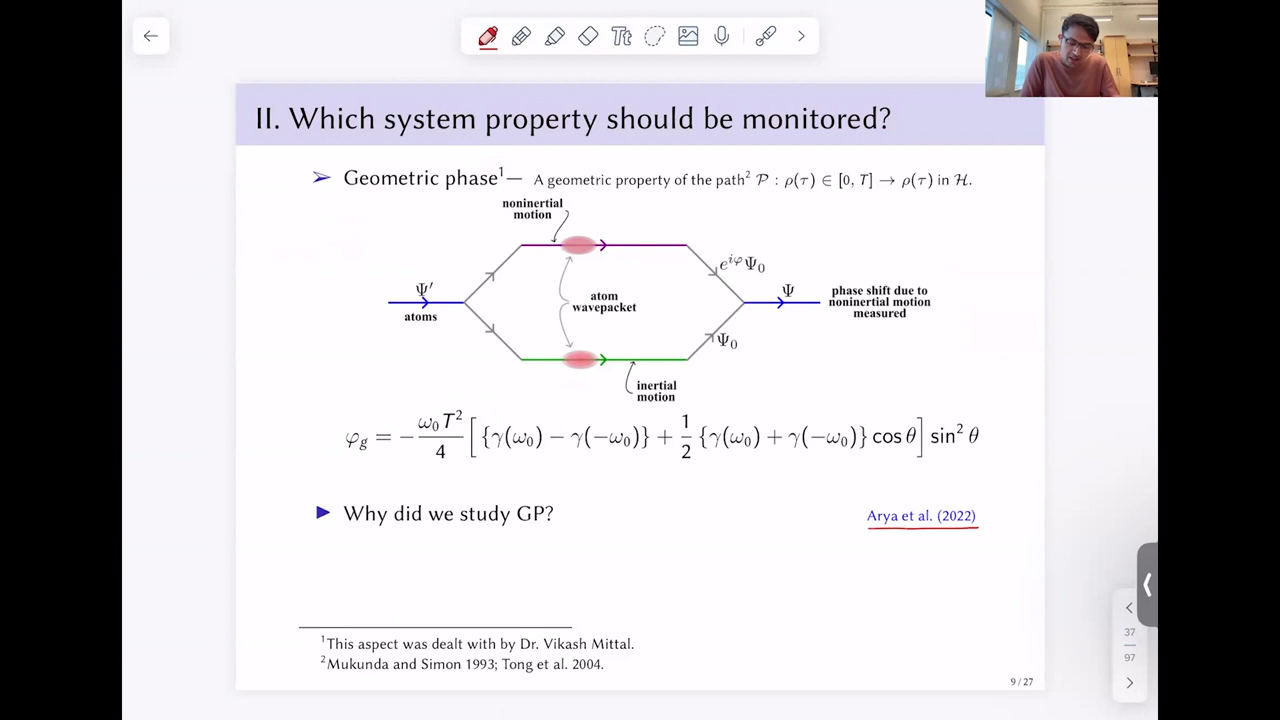 Tt
II. Which system property should be monitored?
➢ Geometric phase¹— A geometric property of the path² 𝒫 : ρ(τ) ∈ [0, T] → ρ(τ) in ℋ.
noninertial
motion
e^{iφ}Ψ₀
Ψ′
atoms
atom
wavepacket
Ψ
phase shift due to
noninertial motion
measured
Ψ₀
inertial
motion
φ_g = −\frac{ω₀T²}{4} [ {γ(ω₀) − γ(−ω₀)} + \frac{1}{2} {γ(ω₀) + γ(−ω₀)} cos θ ] sin² θ
▶ Why did we study GP?
Arya et al. (2022)
¹This aspect was dealt with by Dr. Vikash Mittal.
²Mukunda and Simon 1993; Tong et al. 2004.
9 / 27
37
97